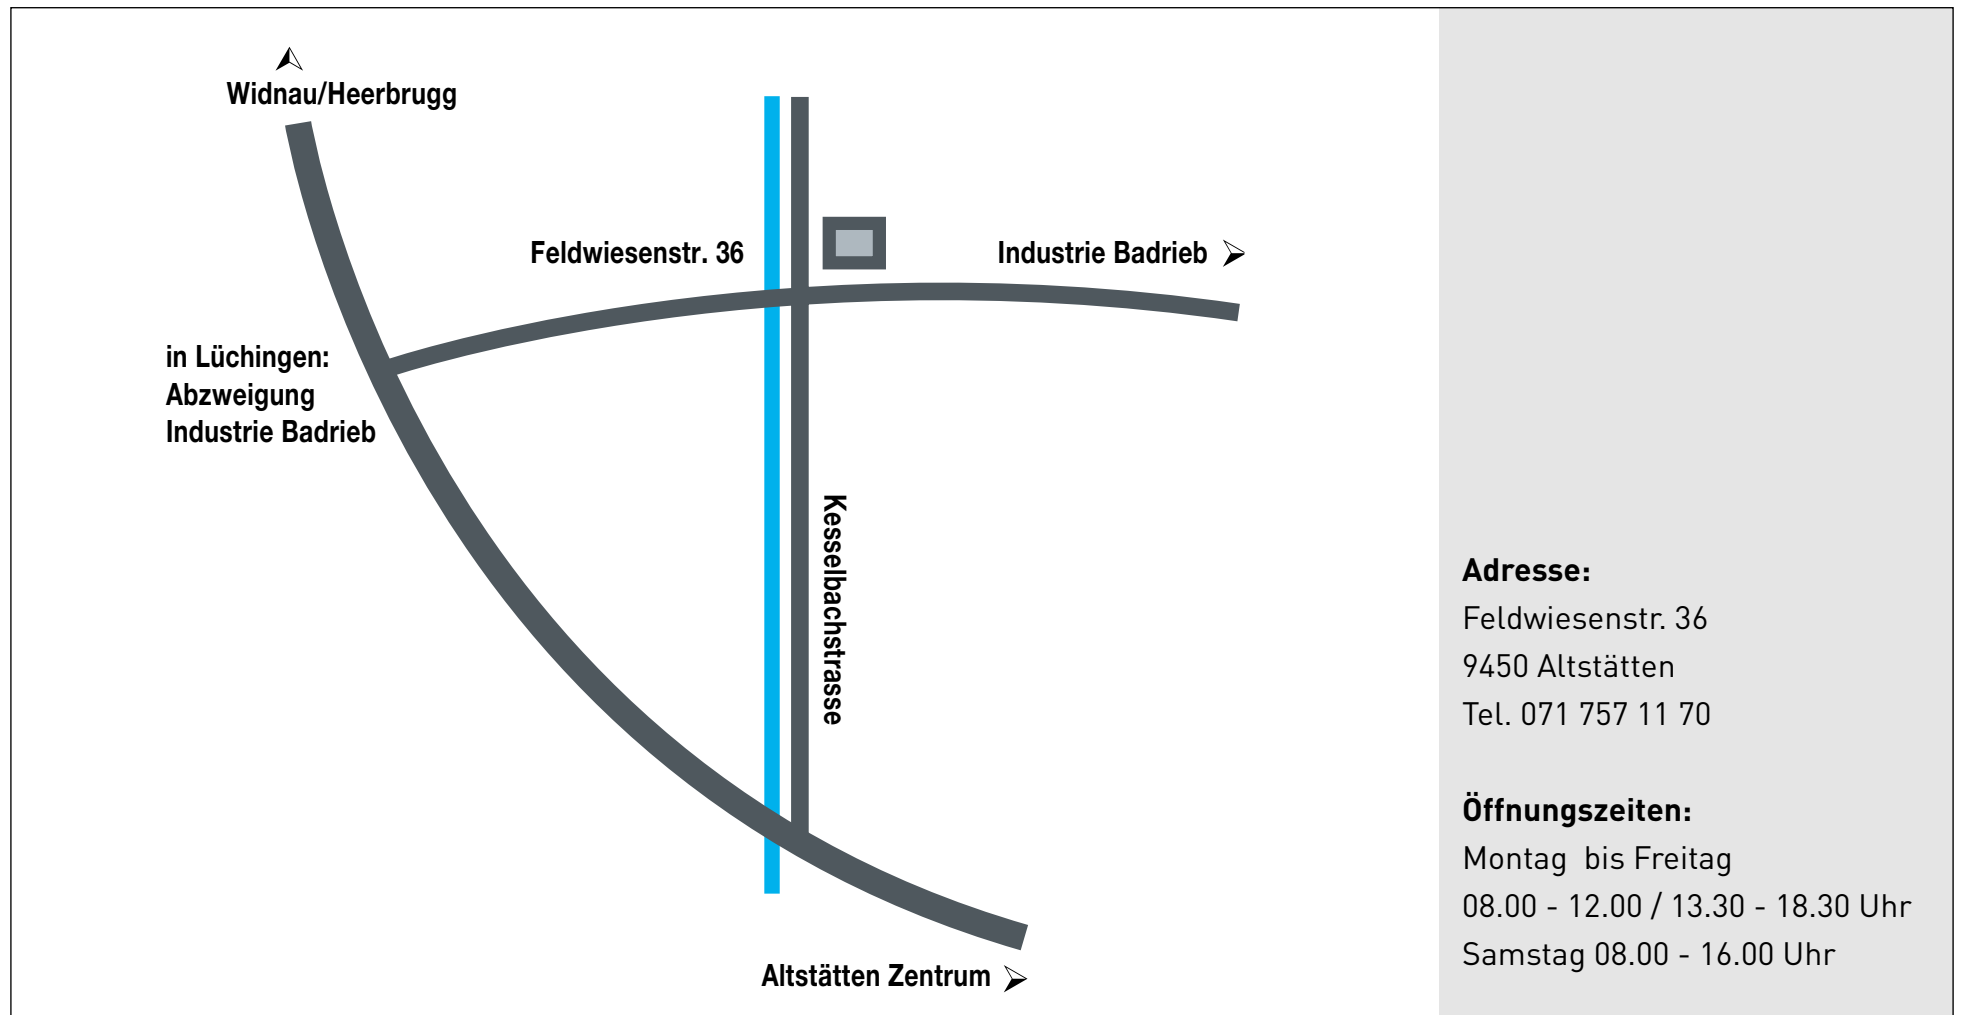 Widnau/Heerbrugg
Feldwiesenstr. 36
Industrie Badrieb
in Lüchingen:
Abzweigung
Industrie Badrieb
Kesselbachstrasse
Altstätten Zentrum
Adresse:
Feldwiesenstr. 36
9450 Altstätten
Tel. 071 757 11 70
Öffnungszeiten:
Montag  bis Freitag
08.00 - 12.00 / 13.30 - 18.30 Uhr
Samstag 08.00 - 16.00 Uhr